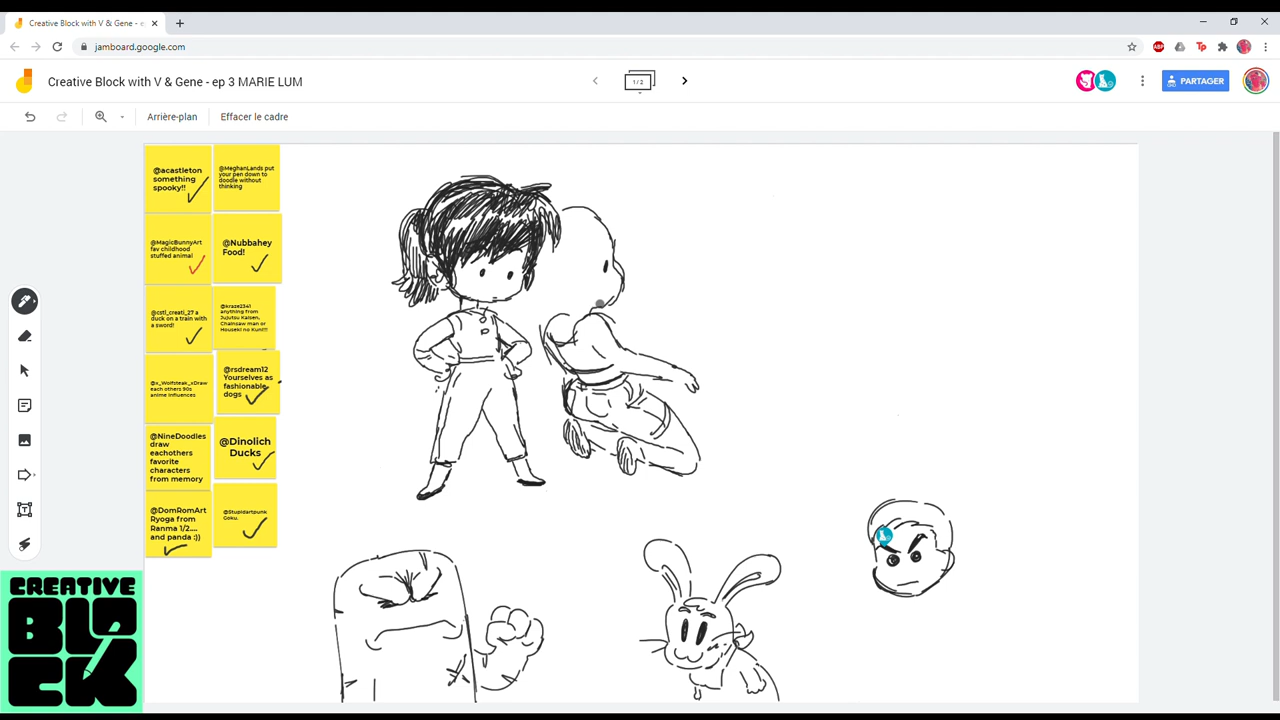 Creative Block with V & Gene - e
jamboard.google.com
ABP
Tp
Creative Block with V & Gene - ep 3 MARIE LUM
1 / 2
PARTAGER
Arrière-plan
Effacer le cadre
@acastleton
something
spooky!!
@MeghanLands put
your pen down to
doodle without
thinking
@MagicBunnyArt
fav childhood
stuffed animal
@Nubbahey
Food!
@csti_creati_27 a
duck on a train with
a sword!
@kraze2341
anything from
Jujutsu Kaisen,
Chainsaw man or
Houseki no Kuni!!!
@x_Wolfsteak_xDraw
each others 90s
anime influences
@rsdream12
Yourselves as
fashionable
dogs
@NineDoodles
draw
eachothers
favorite
characters
from memory
@Dinolich
Ducks
@DomRomArt
Ryoga from
Ranma 1/2....
and panda :))
@Stupidartpunk
Goku.
CREATIVE
BLOCK